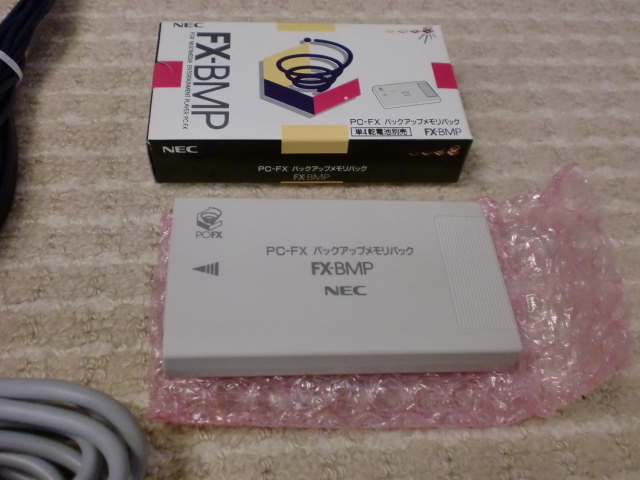 NEC
FX-BMP
FOR MULTIMEDIA ENTERTAINMENT PLAYER PC-FX
PC-FX バックアップメモリパック
単4乾電池別売
FX-BMP
NEC
PC-FX バックアップメモリパック
FX-BMP
PC-FX
PC-FX バックアップメモリパック
FX-BMP
NEC